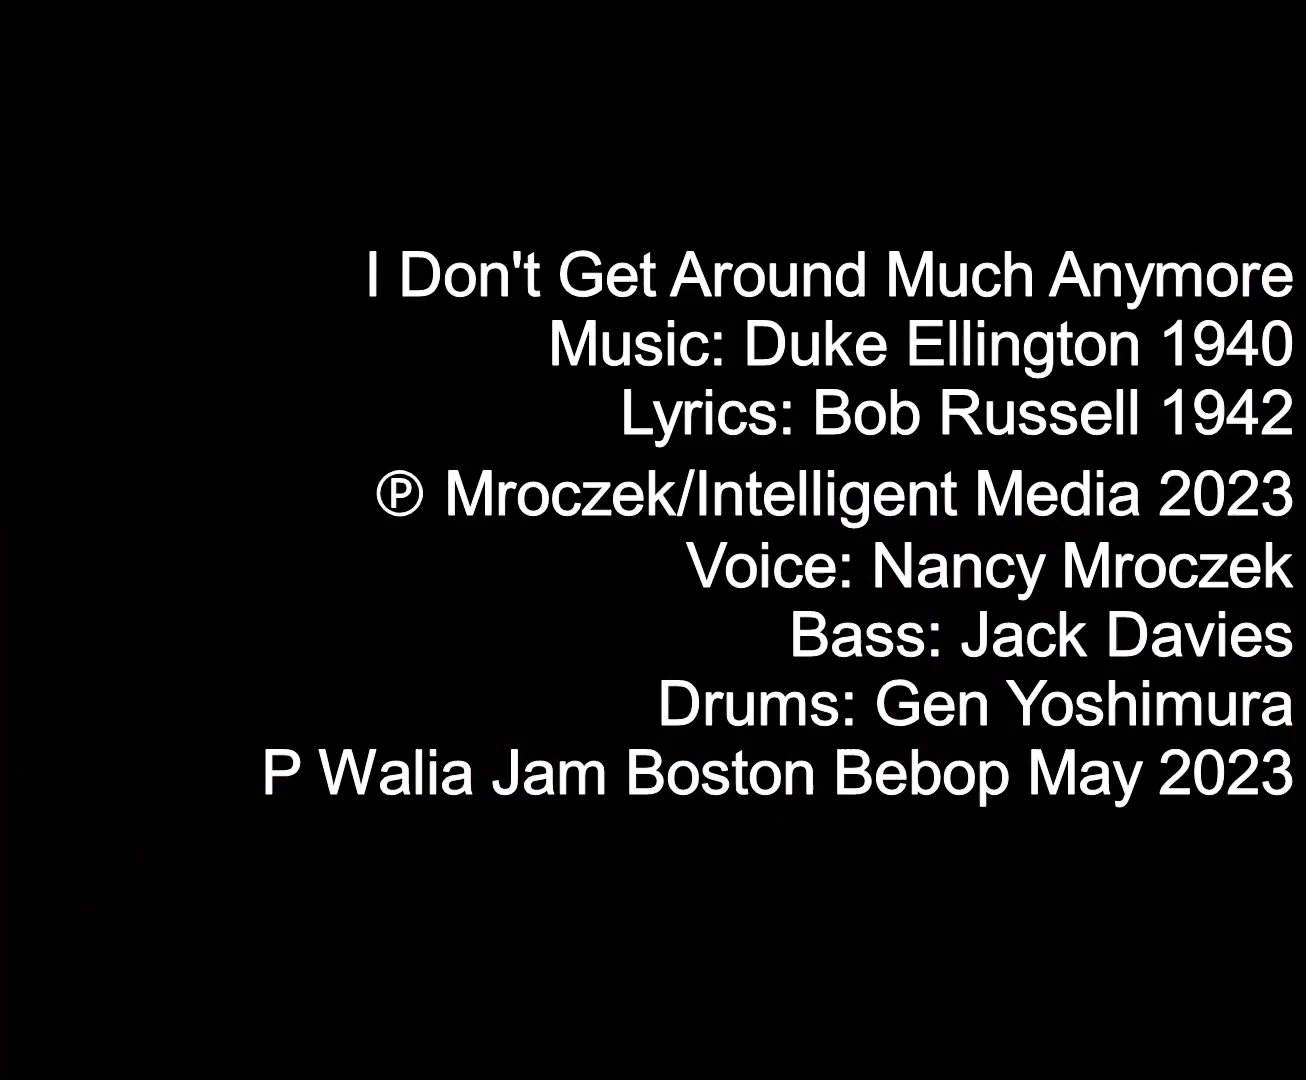 I Don't Get Around Much Anymore
Music: Duke Ellington 1940
Lyrics: Bob Russell 1942
℗ Mroczek/Intelligent Media 2023
Voice: Nancy Mroczek
Bass: Jack Davies
Drums: Gen Yoshimura
P Walia Jam Boston Bebop May 2023